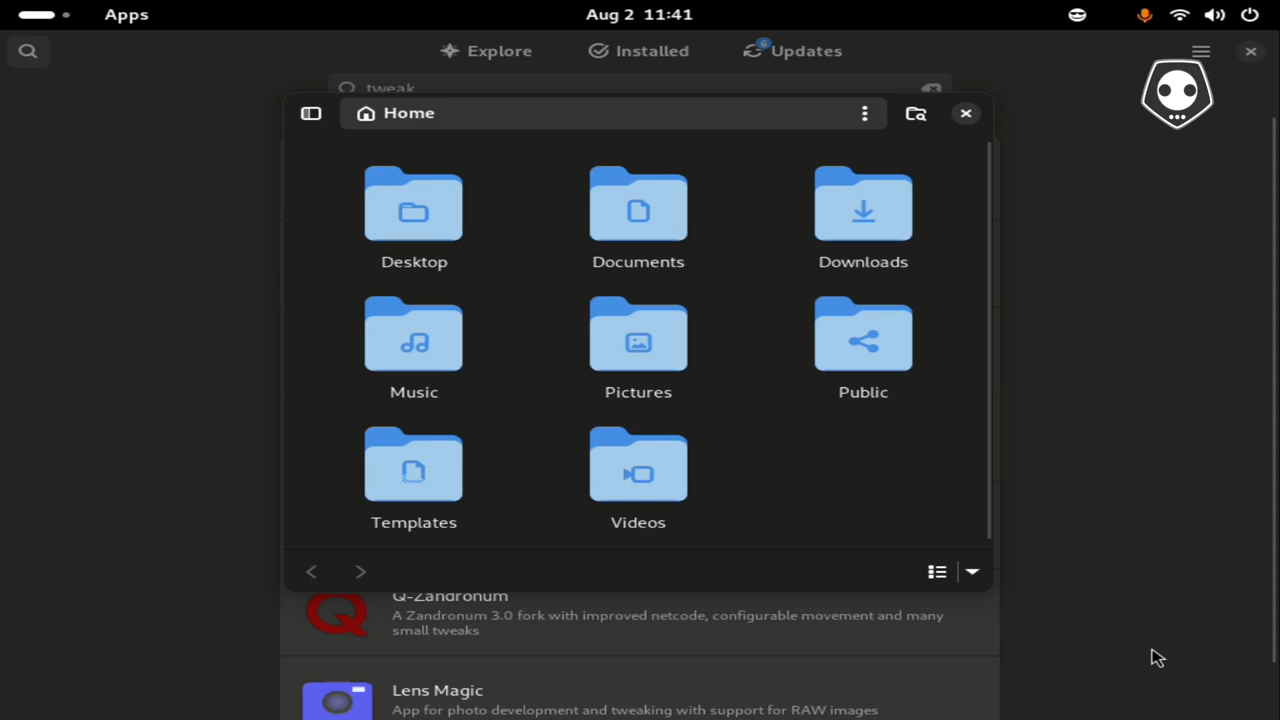 Apps
Aug 2 11:41
Explore
Installed
6
Updates
tweak
Home
Desktop
Documents
Downloads
Music
Pictures
Public
Templates
Videos
Q-Zandronum
A Zandronum 3.0 fork with improved netcode, configurable movement and many
small tweaks
Lens Magic
App for photo development and tweaking with support for RAW images